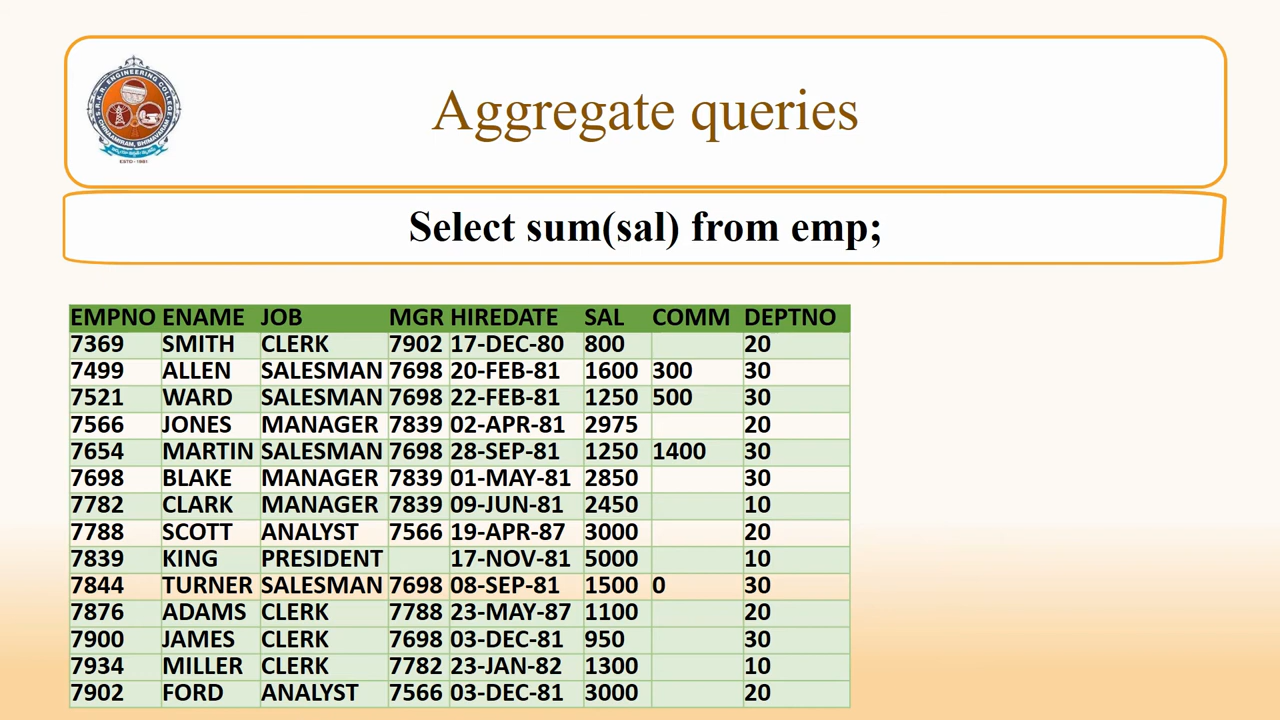 S.R.K.R. ENGINEERING COLLEGE
CHINAAMIRAM, BHIMAVARAM
ESTD - 1981
Aggregate queries
Select sum(sal) from emp;
EMPNO ENAME JOB MGR HIREDATE SAL COMM DEPTNO
7369 SMITH CLERK 7902 17-DEC-80 800 20
7499 ALLEN SALESMAN 7698 20-FEB-81 1600 300 30
7521 WARD SALESMAN 7698 22-FEB-81 1250 500 30
7566 JONES MANAGER 7839 02-APR-81 2975 20
7654 MARTIN SALESMAN 7698 28-SEP-81 1250 1400 30
7698 BLAKE MANAGER 7839 01-MAY-81 2850 30
7782 CLARK MANAGER 7839 09-JUN-81 2450 10
7788 SCOTT ANALYST 7566 19-APR-87 3000 20
7839 KING PRESIDENT 17-NOV-81 5000 10
7844 TURNER SALESMAN 7698 08-SEP-81 1500 0 30
7876 ADAMS CLERK 7788 23-MAY-87 1100 20
7900 JAMES CLERK 7698 03-DEC-81 950 30
7934 MILLER CLERK 7782 23-JAN-82 1300 10
7902 FORD ANALYST 7566 03-DEC-81 3000 20